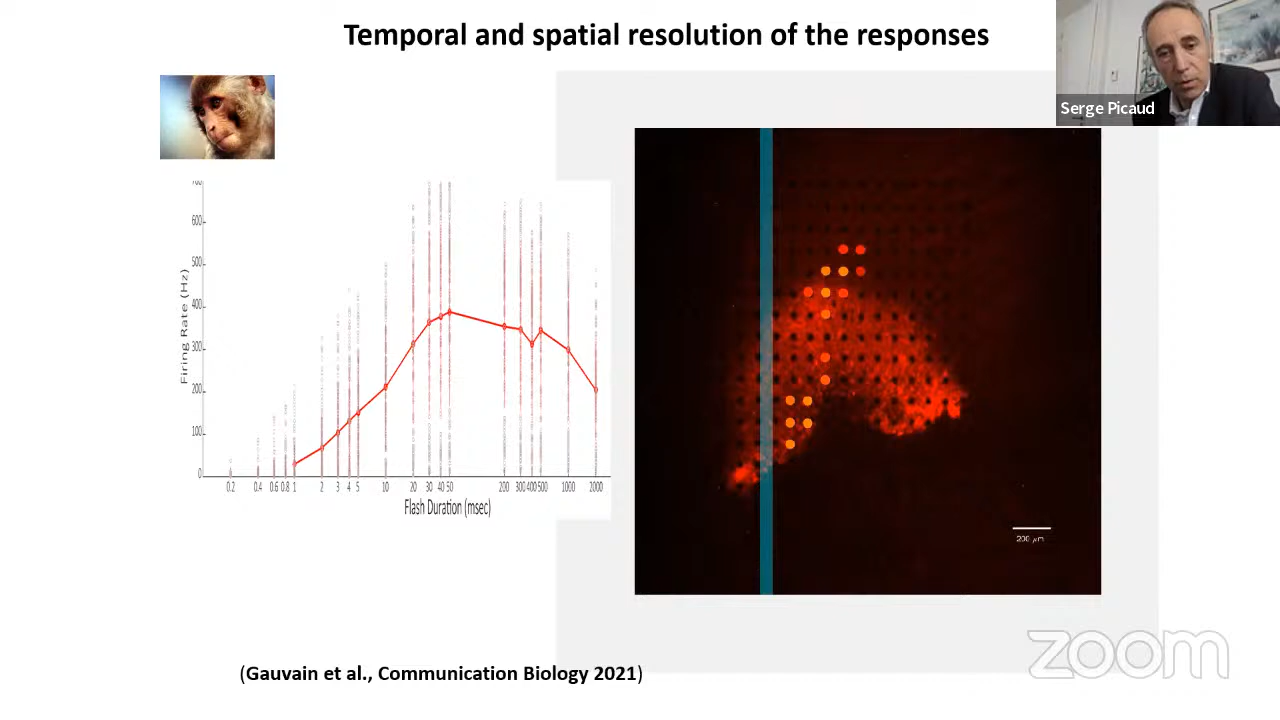 Temporal and spatial resolution of the responses
Serge Picaud
700
600
500
400
300
200
100
0
Firing Rate (Hz)
0.2 0.4 0.6 0.8 1 2 3 4 5 10 20 30 40 50 200 300 400 500 1000 2000
Flash Duration (msec)
200 µm
(Gauvain et al., Communication Biology 2021)
zoom